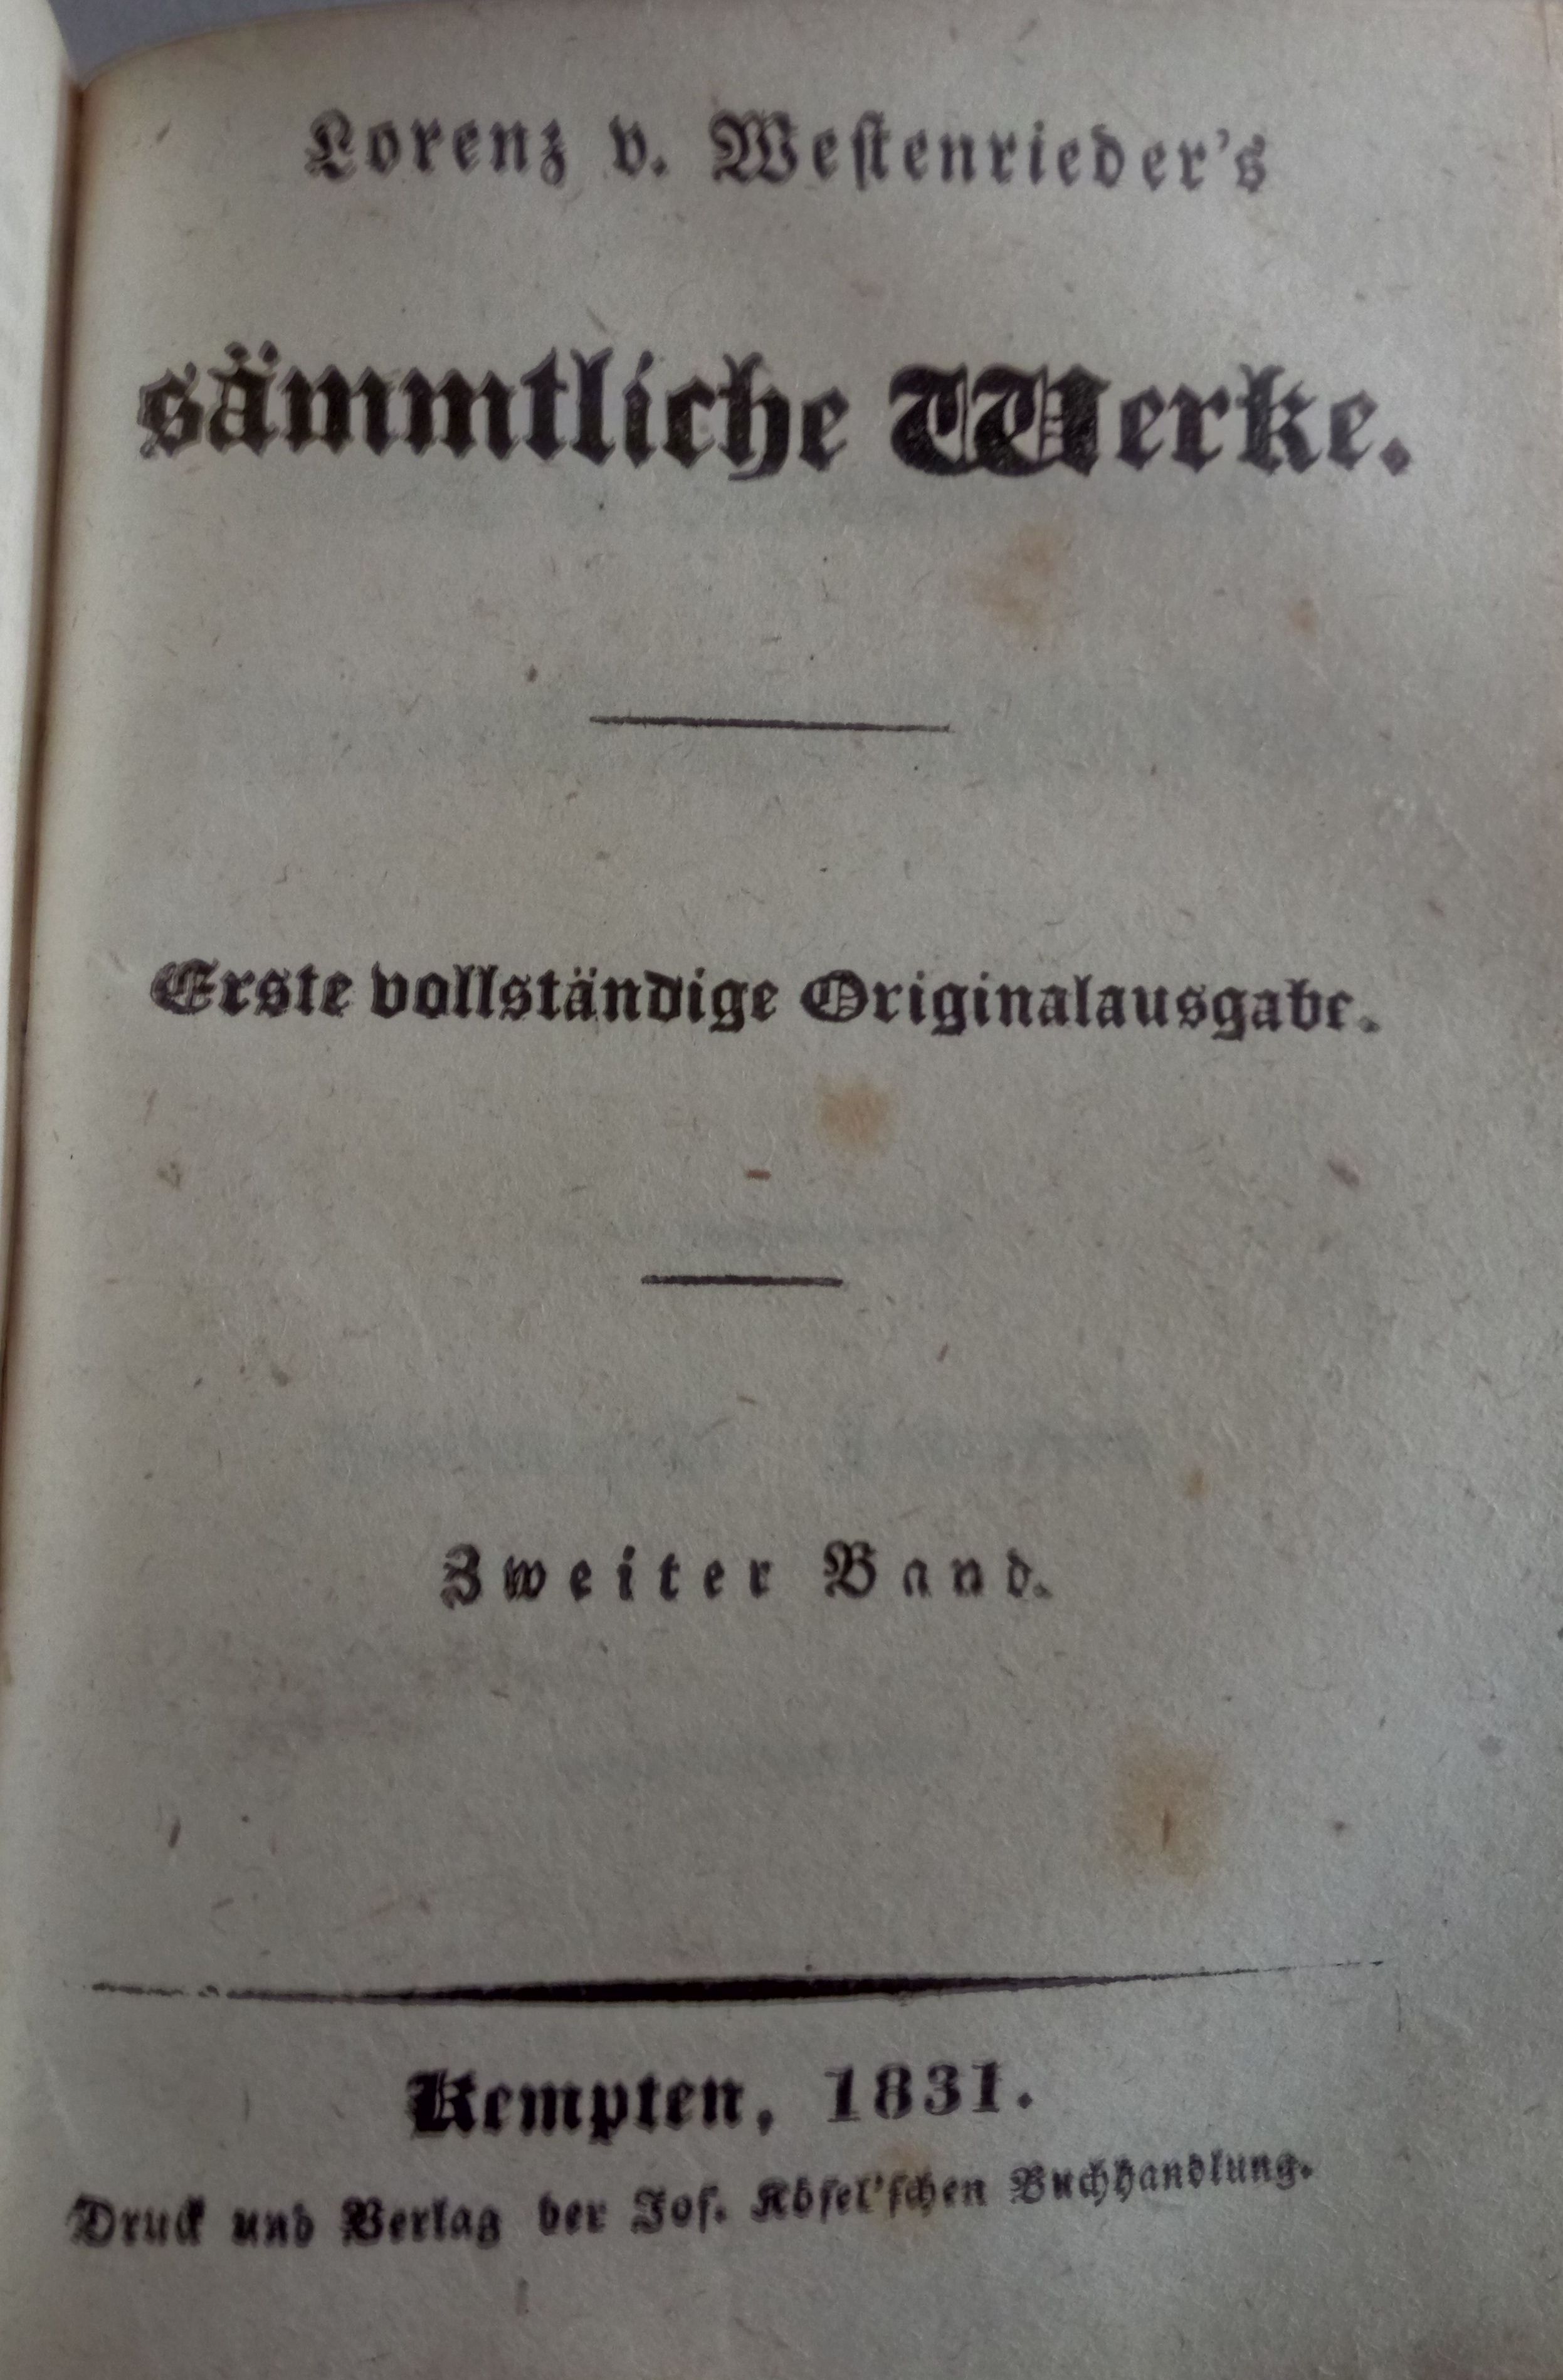 Lorenz v. Westenrieder's
sämmtliche Werke.
Erste vollständige Originalausgabe.
Zweiter Band.
Kempten, 1831.
Druck und Verlag der Jos. Kösel'schen Buchhandlung.